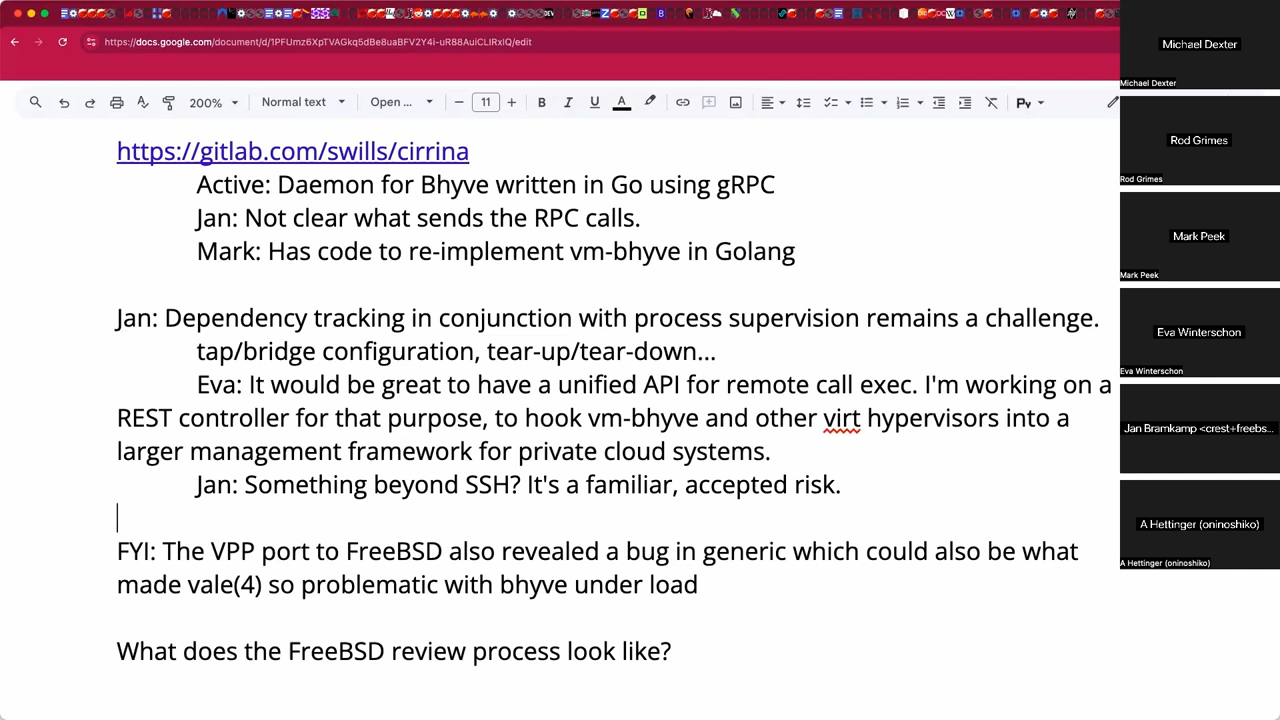 https://docs.google.com/document/d/1PFUmz6XpTVAGkq5dBe8uaBFV2Y4i-uR88AuiCLIRxIQ/edit
200%
Normal text
Open ...
11
https://gitlab.com/swills/cirrina
Active: Daemon for Bhyve written in Go using gRPC
Jan: Not clear what sends the RPC calls.
Mark: Has code to re-implement vm-bhyve in Golang
Jan: Dependency tracking in conjunction with process supervision remains a challenge.
tap/bridge configuration, tear-up/tear-down...
Eva: It would be great to have a unified API for remote call exec. I'm working on a
REST controller for that purpose, to hook vm-bhyve and other virt hypervisors into a
larger management framework for private cloud systems.
Jan: Something beyond SSH? It's a familiar, accepted risk.
FYI: The VPP port to FreeBSD also revealed a bug in generic which could also be what
made vale(4) so problematic with bhyve under load
What does the FreeBSD review process look like?
Michael Dexter
Michael Dexter
Rod Grimes
Rod Grimes
Mark Peek
Mark Peek
Eva Winterschon
Eva Winterschon
Jan Bramkamp <crest+freebs...
A Hettinger (oninoshiko)
A Hettinger (oninoshiko)